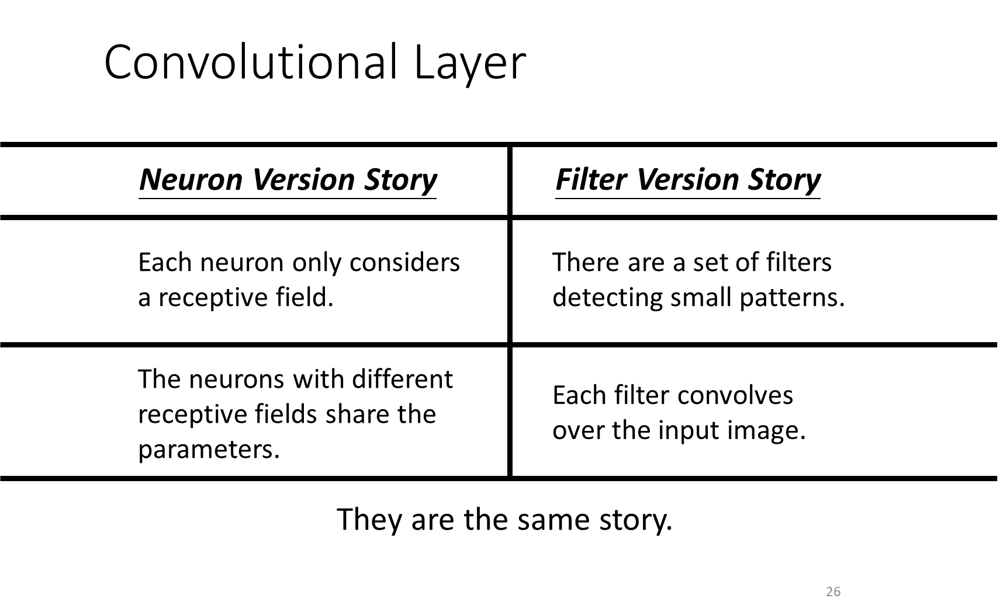 Convolutional Layer
Neuron Version Story
Filter Version Story
Each neuron only considers
a receptive field.
There are a set of filters
detecting small patterns.
The neurons with different
receptive fields share the
parameters.
Each filter convolves
over the input image.
They are the same story.
26